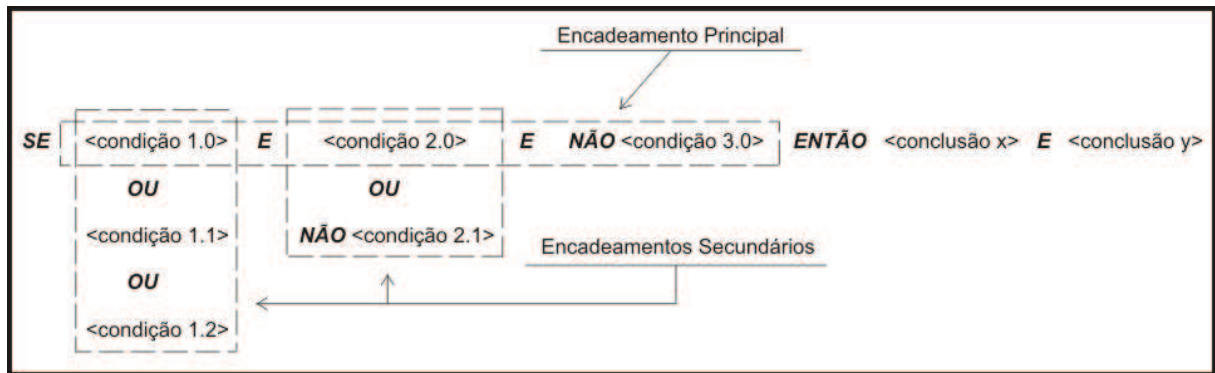 Encadeamento Principal
SE <condição 1.0> E <condição 2.0> E NÃO <condição 3.0> ENTÃO <conclusão x> E <conclusão y>
OU OU
<condição 1.1> NÃO <condição 2.1>
Encadeamentos Secundários
OU
<condição 1.2>